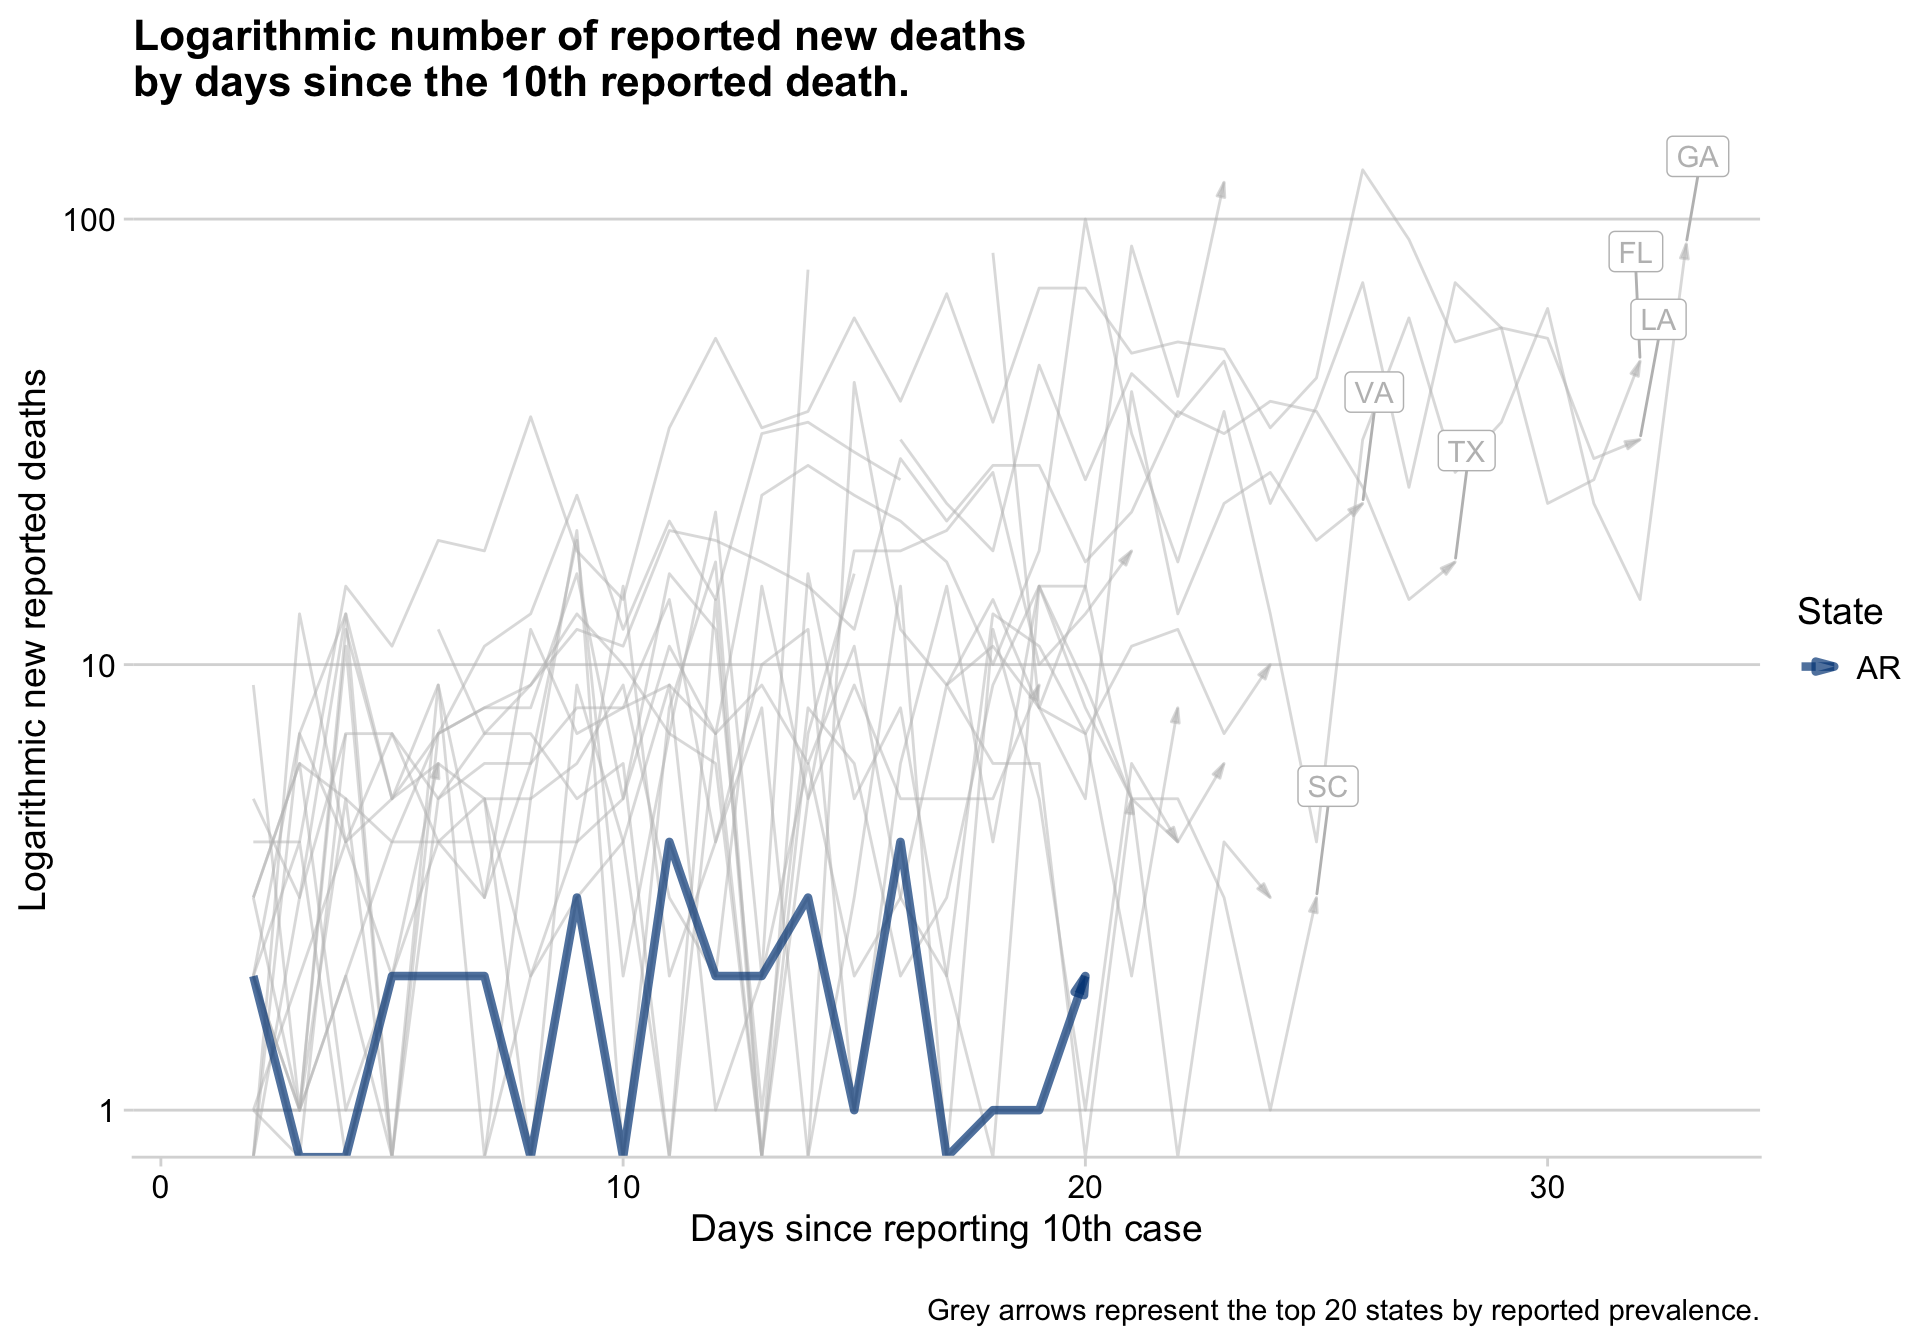 Logarithmic number of reported new deaths
by days since the 10th reported death.
Logarithmic new reported deaths
100
10
1
GA
FL
LA
VA
TX
SC
State
AR
0
10
20
30
Days since reporting 10th case
Grey arrows represent the top 20 states by reported prevalence.